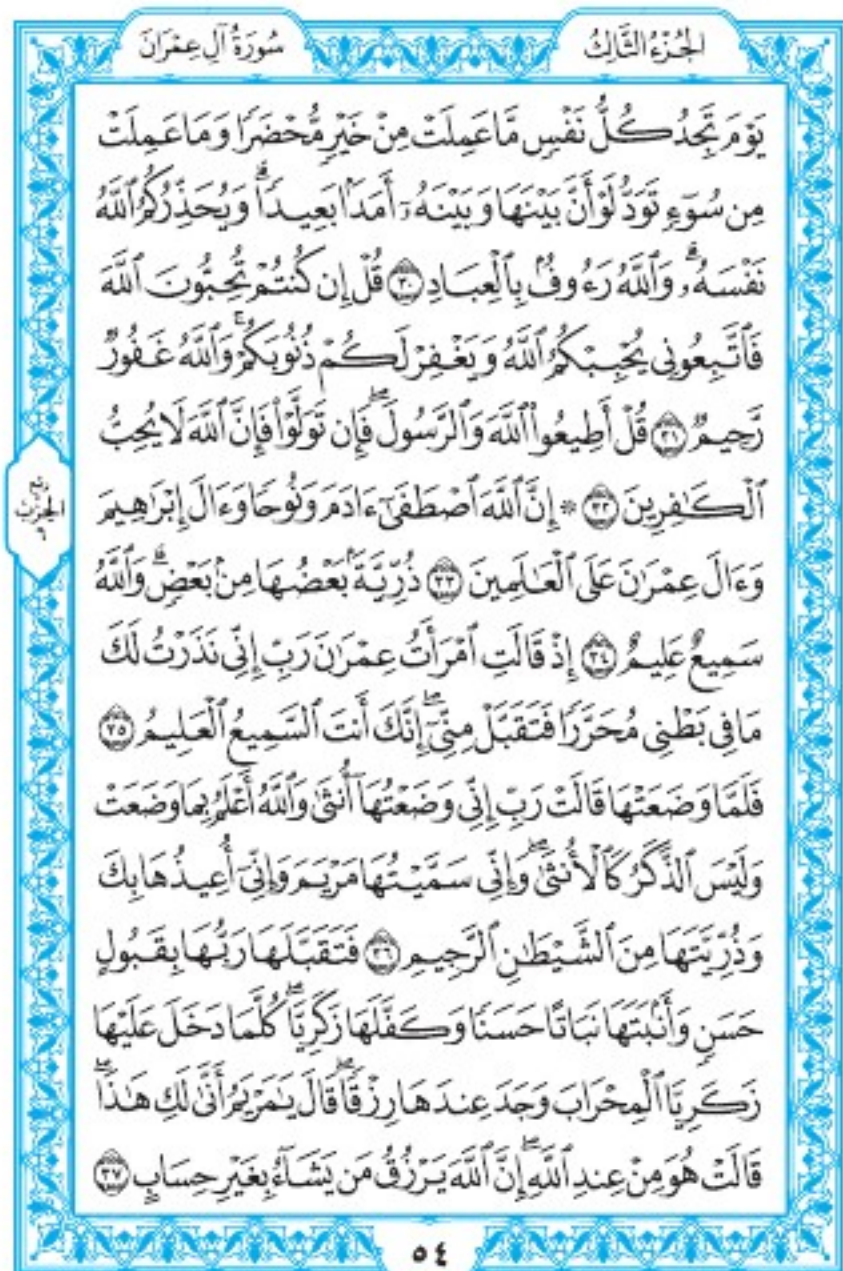 الجُزْءُ الثَّالِثُ سُورَةُ آلِ عِمْرَانَ
يَوْمَ تَجِدُ كُلُّ نَفْسٍ مَّا عَمِلَتْ مِنْ خَيْرٍ مُّحْضَرًا وَمَا عَمِلَتْ
مِن سُوٓءٍ تَوَدُّ لَوْ أَنَّ بَيْنَهَا وَبَيْنَهُۥٓ أَمَدَۢا بَعِيدًاۗ وَيُحَذِّرُكُمُ ٱللَّهُ
نَفْسَهُۥۗ وَٱللَّهُ رَءُوفُۢ بِٱلْعِبَادِ ٣٠ قُلْ إِن كُنتُمْ تُحِبُّونَ ٱللَّهَ
فَٱتَّبِعُونِى يُحْبِبْكُمُ ٱللَّهُ وَيَغْفِرْ لَكُمْ ذُنُوبَكُمْۚ وَٱللَّهُ غَفُورٌ
رَّحِيمٌ ٣١ قُلْ أَطِيعُوا۟ ٱللَّهَ وَٱلرَّسُولَۖ فَإِن تَوَلَّوْا۟ فَإِنَّ ٱللَّهَ لَا يُحِبُّ
ٱلْكَـٰفِرِينَ ٣٢ ۞ إِنَّ ٱللَّهَ ٱصْطَفَىٰٓ ءَادَمَ وَنُوحًا وَءَالَ إِبْرَٰهِيمَ
وَءَالَ عِمْرَٰنَ عَلَى ٱلْعَـٰلَمِينَ ٣٣ ذُرِّيَّةَۢ بَعْضُهَا مِنۢ بَعْضٍۗ وَٱللَّهُ
سَمِيعٌ عَلِيمٌ ٣٤ إِذْ قَالَتِ ٱمْرَأَتُ عِمْرَٰنَ رَبِّ إِنِّى نَذَرْتُ لَكَ
مَا فِى بَطْنِى مُحَرَّرًا فَتَقَبَّلْ مِنِّىٓۖ إِنَّكَ أَنتَ ٱلسَّمِيعُ ٱلْعَلِيمُ ٣٥
فَلَمَّا وَضَعَتْهَا قَالَتْ رَبِّ إِنِّى وَضَعْتُهَآ أُنثَىٰ وَٱللَّهُ أَعْلَمُ بِمَا وَضَعَتْ
وَلَيْسَ ٱلذَّكَرُ كَٱلْأُنثَىٰۖ وَإِنِّى سَمَّيْتُهَا مَرْيَمَ وَإِنِّىٓ أُعِيذُهَا بِكَ
وَذُرِّيَّتَهَا مِنَ ٱلشَّيْطَـٰنِ ٱلرَّجِيمِ ٣٦ فَتَقَبَّلَهَا رَبُّهَا بِقَبُولٍ
حَسَنٍ وَأَنۢبَتَهَا نَبَاتًا حَسَنًا وَكَفَّلَهَا زَكَرِيَّاۖ كُلَّمَا دَخَلَ عَلَيْهَا
زَكَرِيَّا ٱلْمِحْرَابَ وَجَدَ عِندَهَا رِزْقًاۖ قَالَ يَـٰمَرْيَمُ أَنَّىٰ لَكِ هَـٰذَاۖ
قَالَتْ هُوَ مِنْ عِندِ ٱللَّهِۖ إِنَّ ٱللَّهَ يَرْزُقُ مَن يَشَآءُ بِغَيْرِ حِسَابٍ ٣٧
ربع
الحزب
٦
٥٤